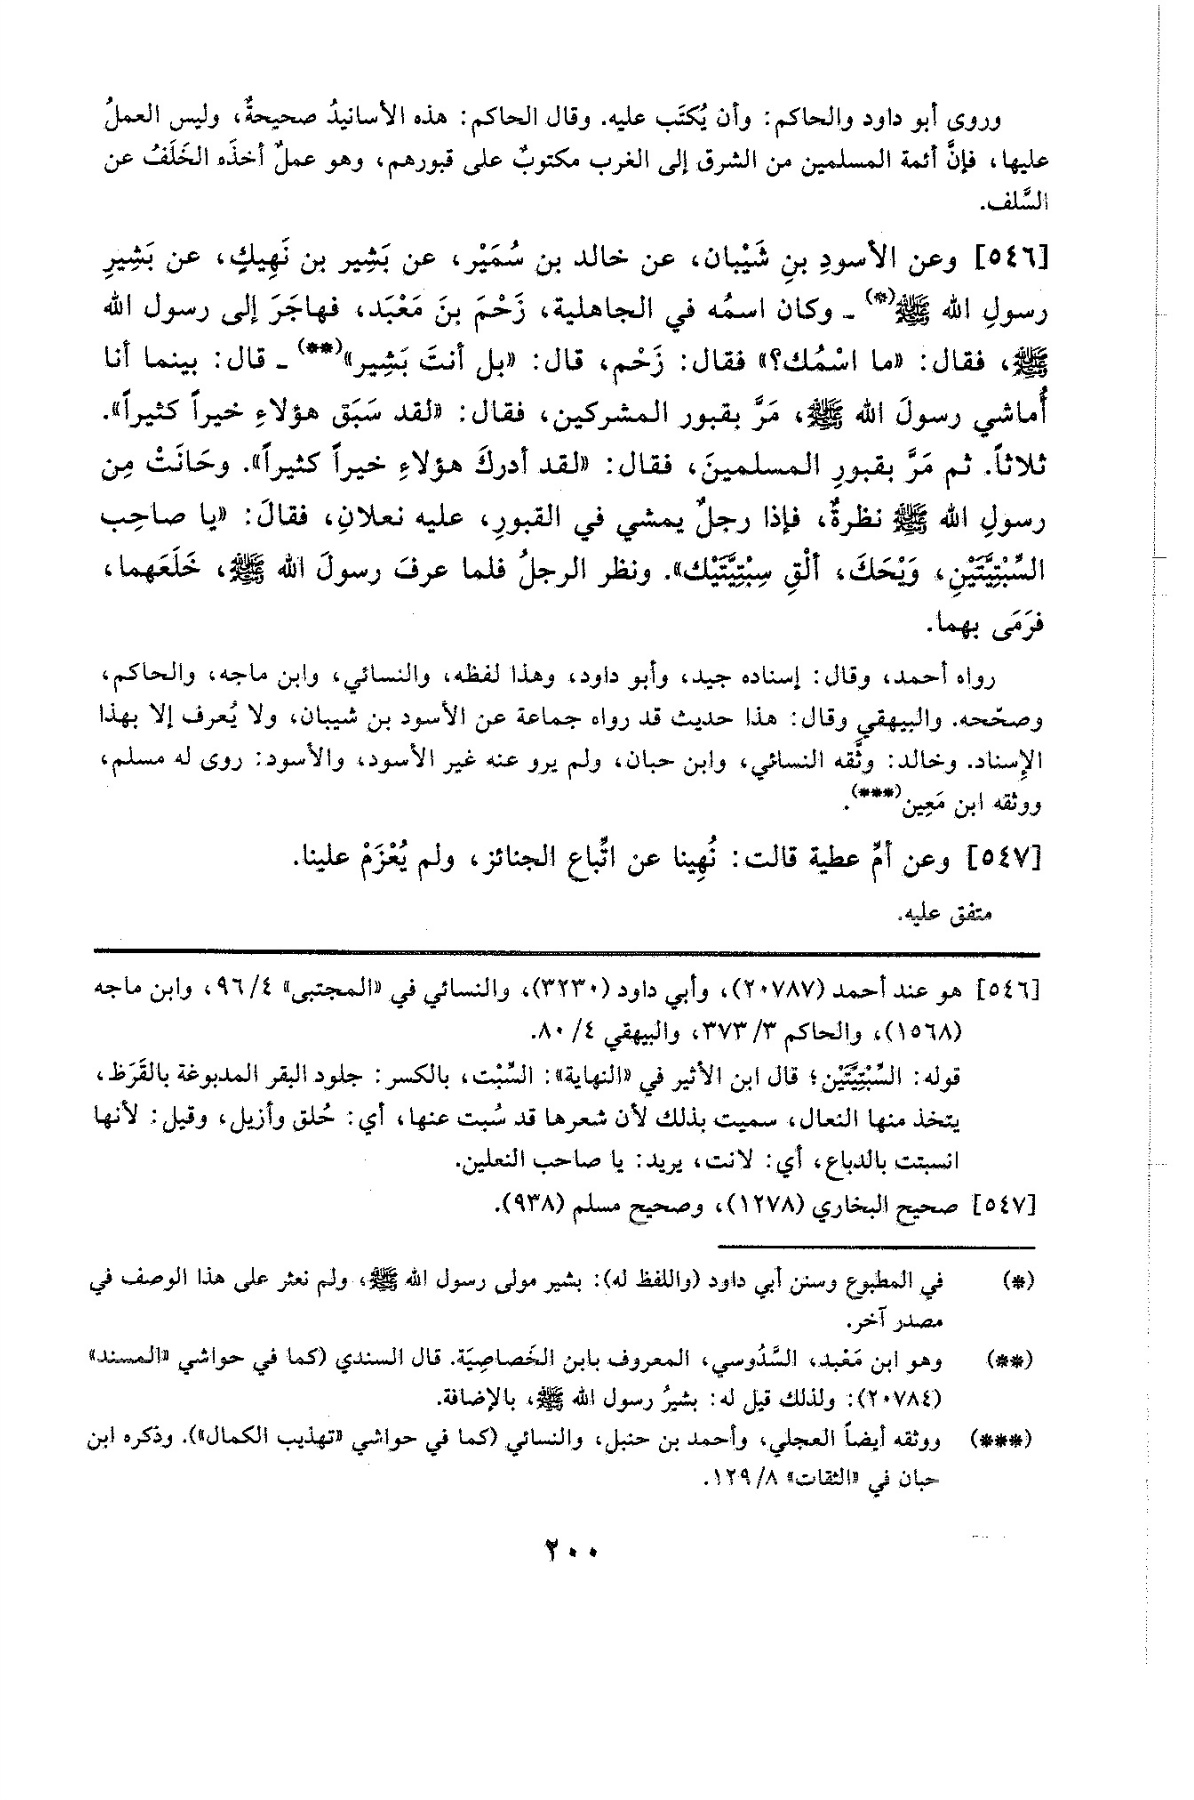 وروى أبو داود والحاكم: وأن يُكتَب عليه. وقال الحاكم: هذه الأسانيدُ صحيحةٌ، وليس العملُ
عليها، فإنَّ أئمة المسلمين من الشرق إلى الغرب مكتوبٌ على قبورهم، وهو عملٌ أخذَه الخَلَفُ عن
السَّلف.
[٥٤٦] وعن الأسودِ بنِ شَيْبان، عن خالد بن سُمَيْر، عن بَشِير بن نَهِيكٍ، عن بَشِيرِ
رسولِ الله ﷺ(*) ـ وكان اسمُه في الجاهلية، زَحْمَ بنَ مَعْبَد، فهاجَرَ إلى رسول الله
ﷺ، فقال: «ما اسْمُك؟» فقال: زَحْم، قال: «بل أنتَ بَشِير»(**) ـ قال: بينما أنا
أُماشي رسولَ الله ﷺ، مَرَّ بقبور المشركين، فقال: «لقد سَبَقَ هؤلاءِ خيراً كثيراً».
ثلاثاً. ثم مَرَّ بقبورِ المسلمينَ، فقال: «لقد أدركَ هؤلاءِ خيراً كثيراً». وحَانَتْ مِن
رسولِ الله ﷺ نظرةٌ، فإذا رجلٌ يمشي في القبورِ، عليه نعلانِ، فقالَ: «يا صاحِب
السِّبْتِيَّتَيْنِ، وَيْحَكَ، ألْقِ سِبْتِيَّتَيْك». ونظر الرجلُ فلما عرفَ رسولَ الله ﷺ، خَلَعَهما،
فرَمَى بهما.
رواه أحمد، وقال: إسناده جيد، وأبو داود، وهذا لفظه، والنسائي، وابن ماجه، والحاكم،
وصحّحه. والبيهقي وقال: هذا حديث قد رواه جماعة عن الأسود بن شيبان، ولا يُعرف إلا بهذا
الإسناد. وخالد: وثَّقه النسائي، وابن حبان، ولم يرو عنه غير الأسود، والأسود: روى له مسلم،
ووثقه ابن مَعِين(***).
[٥٤٧] وعن أمِّ عطية قالت: نُهِينا عن اتِّباع الجنائز، ولم يُعْزَمْ علينا.
متفق عليه.
[٥٤٦] هو عند أحمد (٢٠٧٨٧)، وأبي داود (٣٢٣٠)، والنسائي في «المجتبى» ٩٦/٤، وابن ماجه
(١٥٦٨)، والحاكم ٣/ ٣٧٣، والبيهقي ٤/ ٨٠.
قوله: السِّبْتِيَّتَيْن؛ قال ابن الأثير في «النهاية»: السِّبْت، بالكسر: جلود البقر المدبوغة بالقَرَظ،
يتخذ منها النعال، سميت بذلك لأن شعرها قد سُبت عنها، أي: حُلق وأزيل، وقيل: لأنها
انسبتت بالدباغ، أي: لانت، يريد: يا صاحب النعلين.
[٥٤٧] صحيح البخاري (١٢٧٨)، وصحيح مسلم (٩٣٨).
(*) في المطبوع وسنن أبي داود (واللفظ له): بشير مولى رسول الله ﷺ، ولم نعثر على هذا الوصف في
مصدر آخر.
(**) وهو ابن مَعْبد، السَّدُوسي، المعروف بابن الخَصاصِيَة. قال السندي (كما في حواشي «المسند»
(٢٠٧٨٤): ولذلك قيل له: بشيرُ رسول الله ﷺ، بالإضافة.
(***) ووثقه أيضاً العجلي، وأحمد بن حنبل، والنسائي (كما في حواشي «تهذيب الكمال»). وذكره ابن
حبان في «الثقات» ١٢٩/٨.
٢٠٠